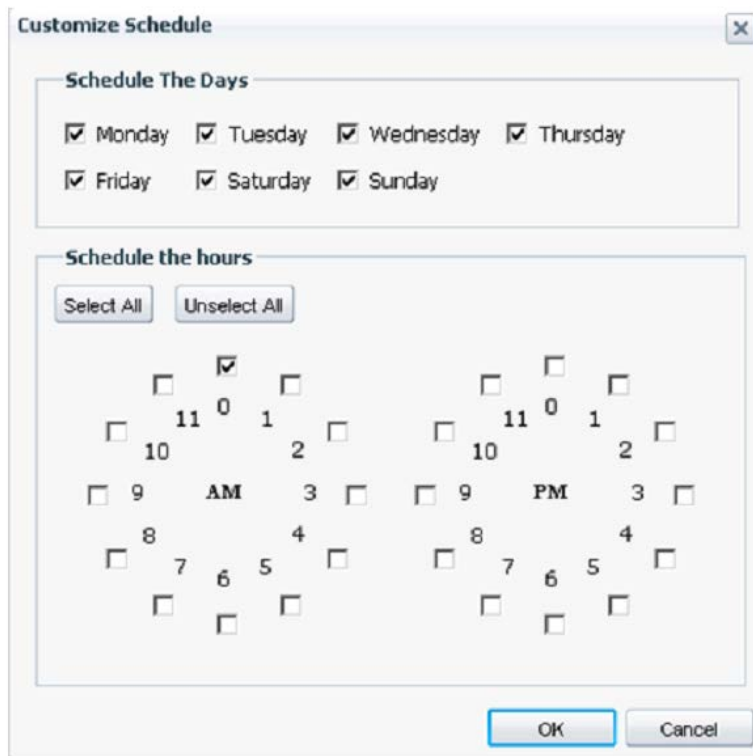 Customize Schedule
Schedule The Days
Monday Tuesday Wednesday Thursday
Friday Saturday Sunday
Schedule the hours
Select All Unselect All
11 0 1
10 2
9 AM 3
8 4
7 6 5
11 0 1
10 2
9 PM 3
8 4
7 6 5
OK Cancel